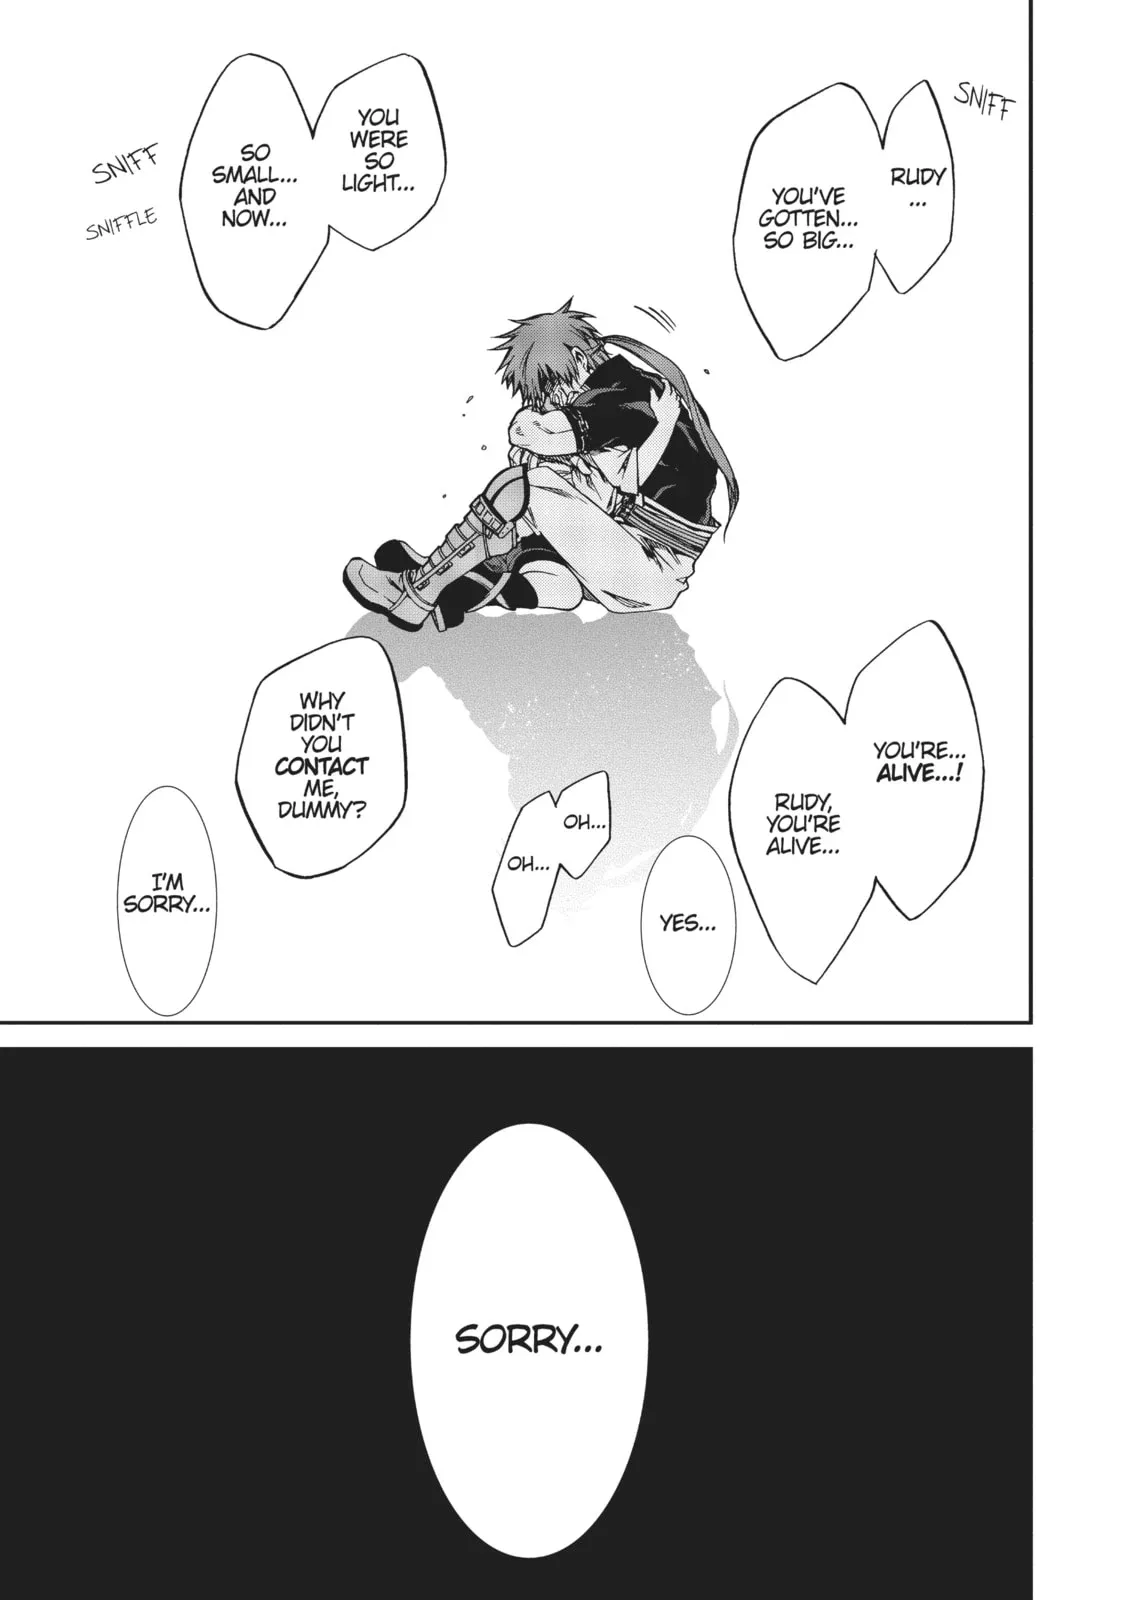 SNIFF
RUDY
...
YOU'VE
GOTTEN...
SO BIG...
YOU
WERE
SO
LIGHT...
SO
SMALL...
AND
NOW...
SNIFF
SNIFFLE
YOU'RE...
ALIVE...!
RUDY,
YOU'RE
ALIVE...
YES...
OH...
OH...
WHY
DIDN'T
YOU
CONTACT
ME,
DUMMY?
I'M
SORRY...
SORRY...